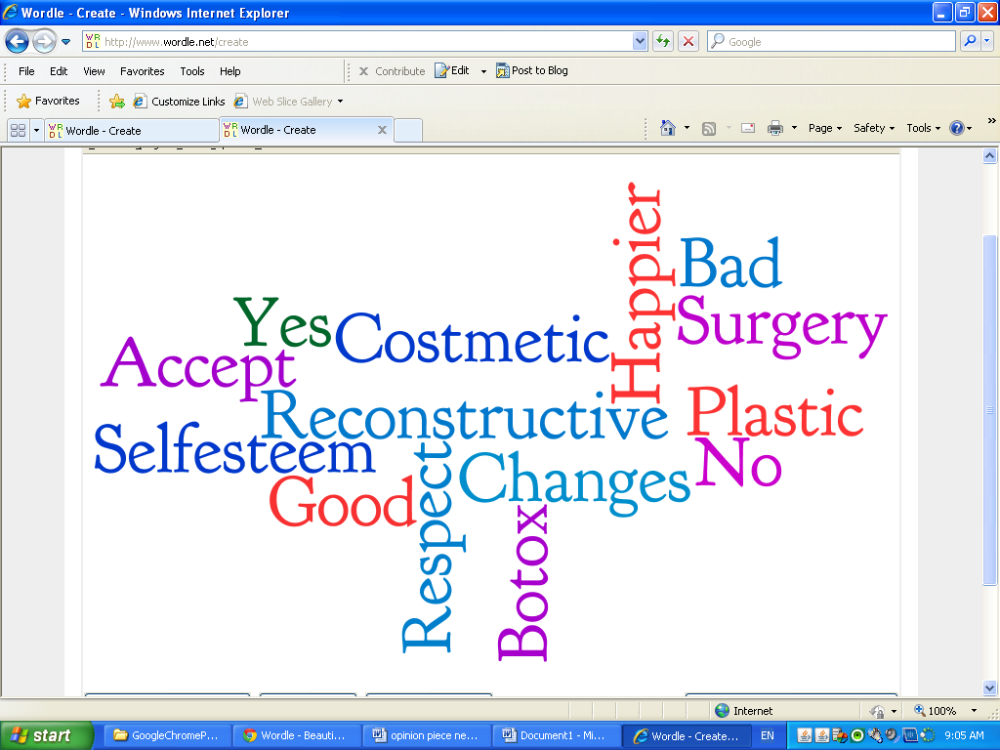 Wordle - Create - Windows Internet Explorer
http://www.wordle.net/create
Google
File Edit View Favorites Tools Help
Contribute Edit Post to Blog
Favorites Customize Links Web Slice Gallery
Wordle - Create Wordle - Create Page Safety Tools
Happier
Bad
Surgery
Yes
Costmetic
Accept
Reconstructive
Plastic
Selfesteem
Changes
No
Good
Respect
Botox
Internet 100%
start GoogleChromeP... Wordle - Beauti... opinion piece ne... Document1 - Mi... Wordle - Create... EN 9:05 AM